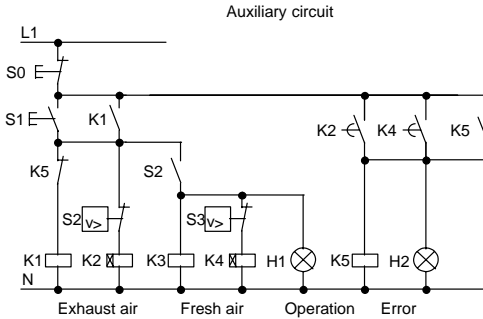 Auxiliary circuit
L1
S0
S1 K1 K2 K4 K5
K5 S2
S2 v> S3 v>
K1 K2 K3 K4 H1 K5 H2
N
Exhaust air Fresh air Operation Error